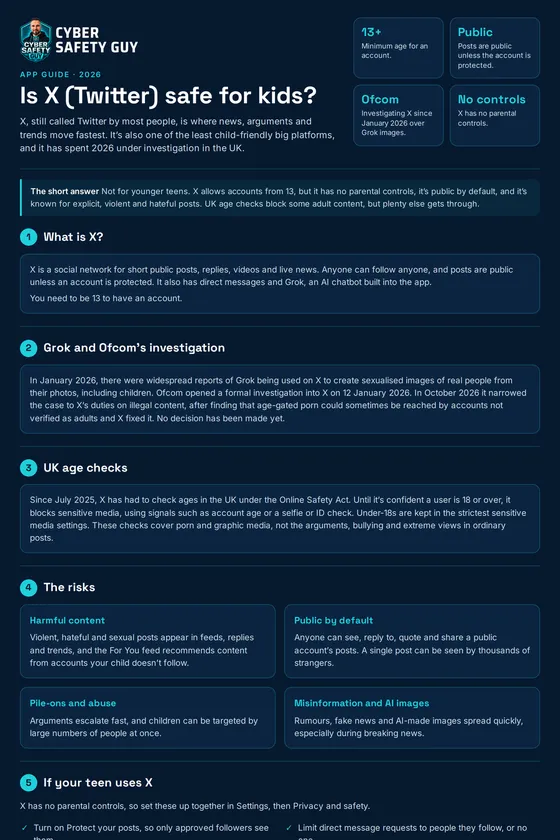 CYBER
SAFETY GUY
CYBER
SAFETY
GUY
APP GUIDE · 2026
Is X (Twitter) safe for kids?
X, still called Twitter by most people, is where news, arguments and
trends move fastest. It's also one of the least child-friendly big platforms,
and it has spent 2026 under investigation in the UK.
13+
Minimum age for an
account.
Public
Posts are public
unless the account is
protected.
Ofcom
Investigating X since
January 2026 over
Grok images.
No controls
X has no parental
controls.
The short answer Not for younger teens. X allows accounts from 13, but it has no parental controls, it's public by default, and it's
known for explicit, violent and hateful posts. UK age checks block some adult content, but plenty else gets through.
1 What is X?
X is a social network for short public posts, replies, videos and live news. Anyone can follow anyone, and posts are public
unless an account is protected. It also has direct messages and Grok, an AI chatbot built into the app.
You need to be 13 to have an account.
2 Grok and Ofcom's investigation
In January 2026, there were widespread reports of Grok being used on X to create sexualised images of real people from
their photos, including children. Ofcom opened a formal investigation into X on 12 January 2026. In October 2026 it narrowed
the case to X's duties on illegal content, after finding that age-gated porn could sometimes be reached by accounts not
verified as adults and X fixed it. No decision has been made yet.
3 UK age checks
Since July 2025, X has had to check ages in the UK under the Online Safety Act. Until it's confident a user is 18 or over, it
blocks sensitive media, using signals such as account age or a selfie or ID check. Under-18s are kept in the strictest sensitive
media settings. These checks cover porn and graphic media, not the arguments, bullying and extreme views in ordinary
posts.
4 The risks
Harmful content
Violent, hateful and sexual posts appear in feeds, replies
and trends, and the For You feed recommends content
from accounts your child doesn't follow.
Public by default
Anyone can see, reply to, quote and share a public
account's posts. A single post can be seen by thousands of
strangers.
Pile-ons and abuse
Arguments escalate fast, and children can be targeted by
large numbers of people at once.
Misinformation and AI images
Rumours, fake news and AI-made images spread quickly,
especially during breaking news.
5 If your teen uses X
X has no parental controls, so set these up together in Settings, then Privacy and safety.
✓ Turn on Protect your posts, so only approved followers see
✓ Limit direct message requests to people they follow, or no